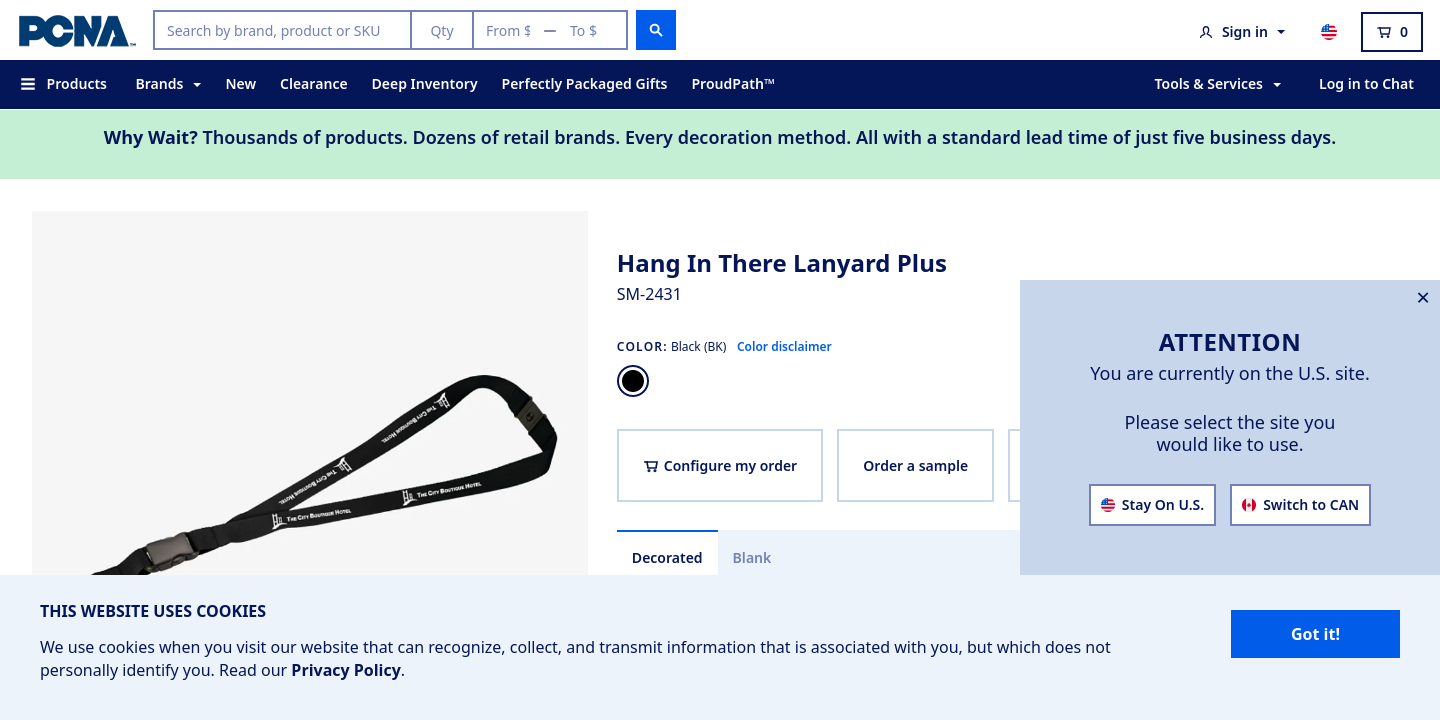 PCNA™
Search by brand, product or SKU
Qty
From $ — To $
Sign in
0
Products
Brands
New
Clearance
Deep Inventory
Perfectly Packaged Gifts
ProudPath™
Tools & Services
Log in to Chat
Why Wait? Thousands of products. Dozens of retail brands. Every decoration method. All with a standard lead time of just five business days.
THE CITY BOUTIQUE HOTEL
THE CITY BOUTIQUE HOTEL
THE CITY BOUTIQUE HOTEL
THE CITY BOUTIQUE HOTEL
Hang In There Lanyard Plus
SM-2431
COLOR: Black (BK) Color disclaimer
Configure my order
Order a sample
Decorated
Blank
✕
ATTENTION
You are currently on the U.S. site.
Please select the site you
would like to use.
Stay On U.S.
Switch to CAN
THIS WEBSITE USES COOKIES
We use cookies when you visit our website that can recognize, collect, and transmit information that is associated with you, but which does not
personally identify you. Read our Privacy Policy.
Got it!